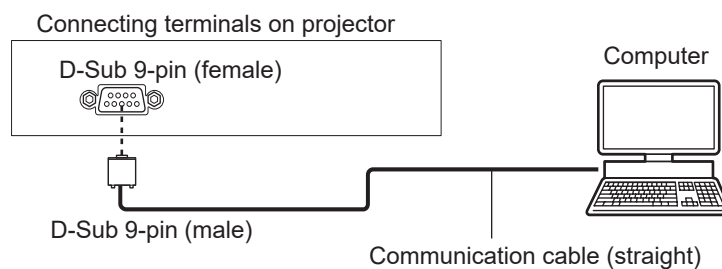 Connecting terminals on projector
D-Sub 9-pin (female)
Computer
D-Sub 9-pin (male)
Communication cable (straight)